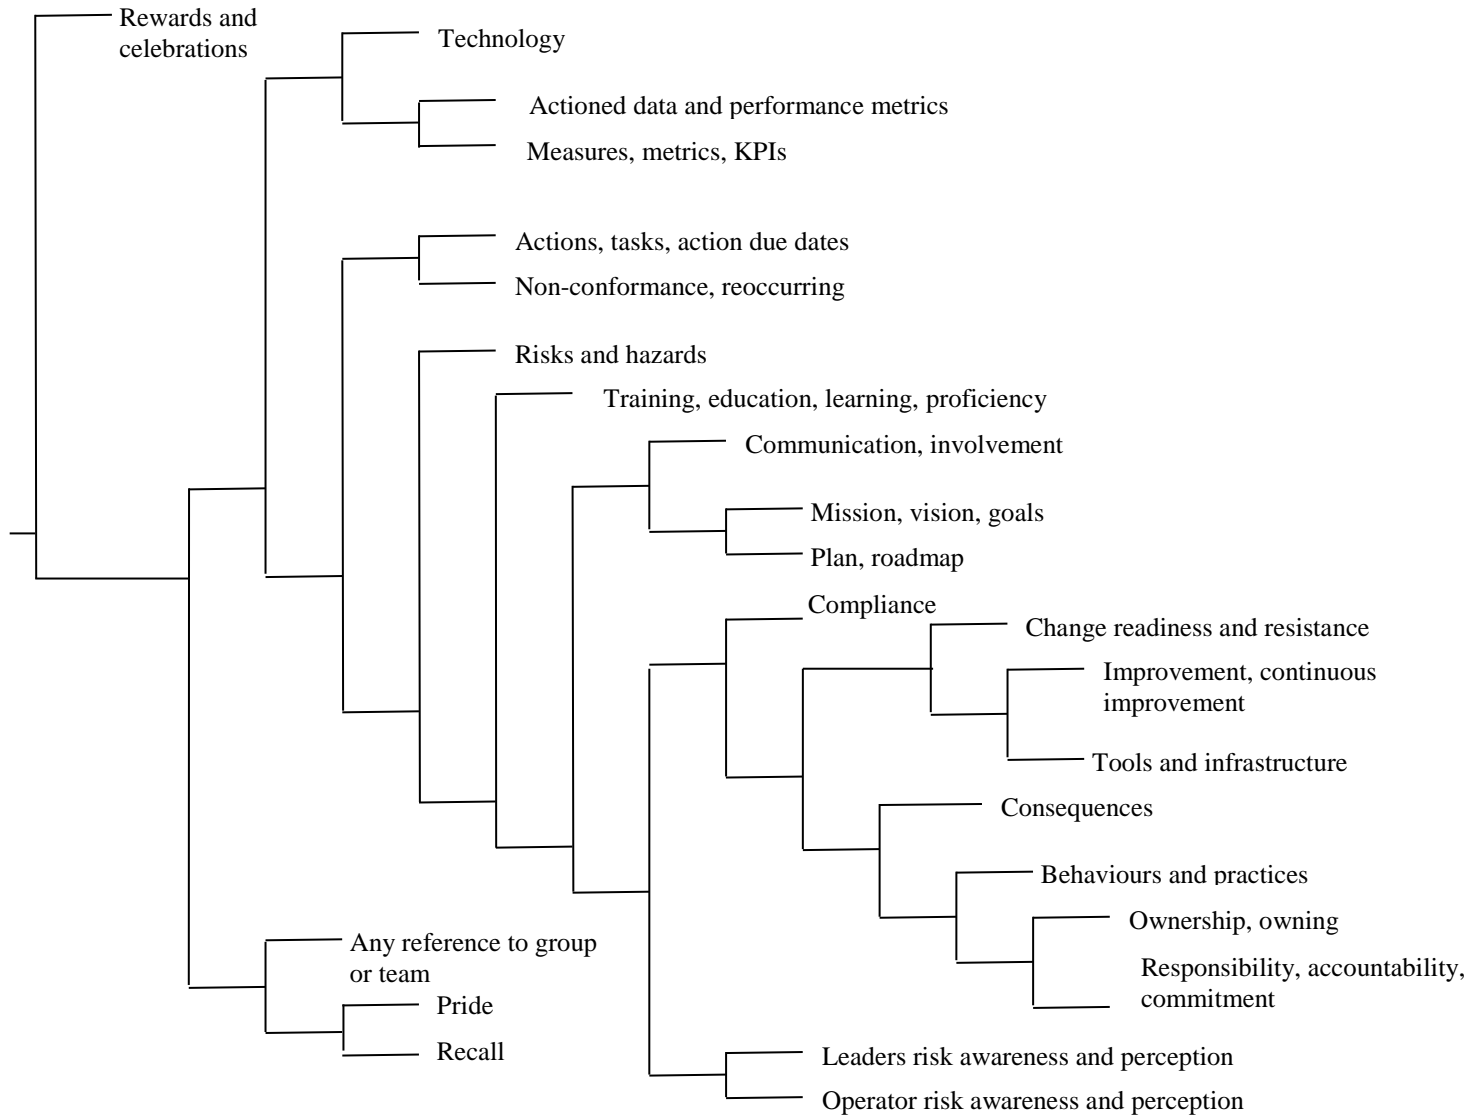 Rewards and
celebrations
Technology
Actioned data and performance metrics
Measures, metrics, KPIs
Actions, tasks, action due dates
Non-conformance, reoccurring
Risks and hazards
Training, education, learning, proficiency
Communication, involvement
Mission, vision, goals
Plan, roadmap
Compliance
Change readiness and resistance
Improvement, continuous
improvement
Tools and infrastructure
Consequences
Behaviours and practices
Ownership, owning
Responsibility, accountability,
commitment
Any reference to group
or team
Pride
Recall
Leaders risk awareness and perception
Operator risk awareness and perception